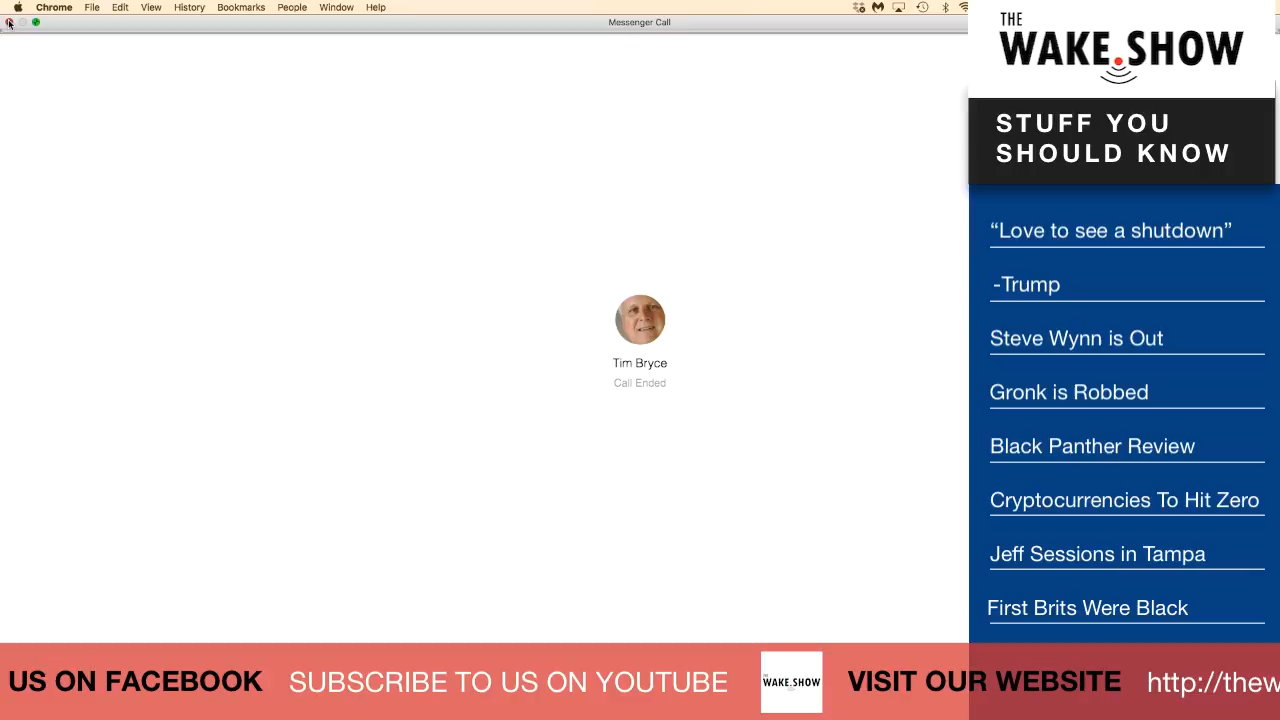 Chrome File Edit View History Bookmarks People Window Help
Messenger Call
THE
WAKE.SHOW
STUFF YOU
SHOULD KNOW
“Love to see a shutdown”
-Trump
Steve Wynn is Out
Gronk is Robbed
Black Panther Review
Cryptocurrencies To Hit Zero
Jeff Sessions in Tampa
First Brits Were Black
Tim Bryce
Call Ended
US ON FACEBOOK SUBSCRIBE TO US ON YOUTUBE THE WAKE.SHOW VISIT OUR WEBSITE http://thew